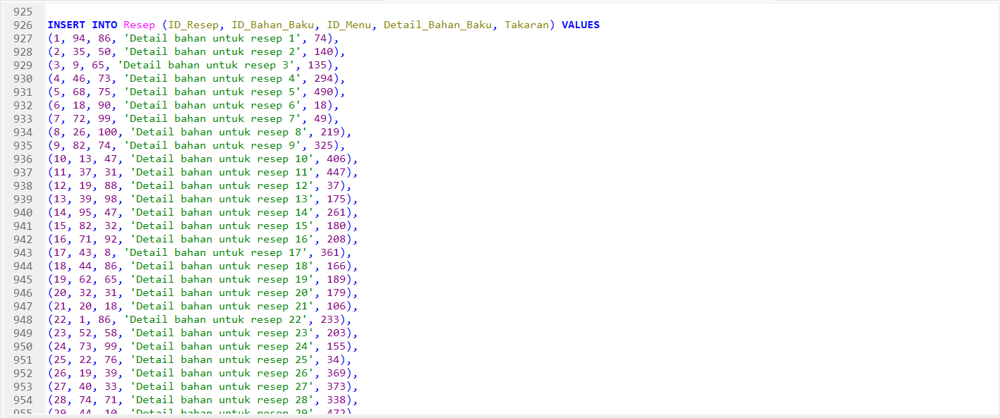 925
926 INSERT INTO Resep (ID_Resep, ID_Bahan_Baku, ID_Menu, Detail_Bahan_Baku, Takaran) VALUES
927 (1, 94, 86, 'Detail bahan untuk resep 1', 74),
928 (2, 35, 50, 'Detail bahan untuk resep 2', 140),
929 (3, 9, 65, 'Detail bahan untuk resep 3', 135),
930 (4, 46, 73, 'Detail bahan untuk resep 4', 294),
931 (5, 68, 75, 'Detail bahan untuk resep 5', 490),
932 (6, 18, 90, 'Detail bahan untuk resep 6', 18),
933 (7, 72, 99, 'Detail bahan untuk resep 7', 49),
934 (8, 26, 100, 'Detail bahan untuk resep 8', 219),
935 (9, 82, 74, 'Detail bahan untuk resep 9', 325),
936 (10, 13, 47, 'Detail bahan untuk resep 10', 406),
937 (11, 37, 31, 'Detail bahan untuk resep 11', 447),
938 (12, 19, 88, 'Detail bahan untuk resep 12', 37),
939 (13, 39, 98, 'Detail bahan untuk resep 13', 175),
940 (14, 95, 47, 'Detail bahan untuk resep 14', 261),
941 (15, 82, 32, 'Detail bahan untuk resep 15', 180),
942 (16, 71, 92, 'Detail bahan untuk resep 16', 208),
943 (17, 43, 8, 'Detail bahan untuk resep 17', 361),
944 (18, 44, 86, 'Detail bahan untuk resep 18', 166),
945 (19, 62, 65, 'Detail bahan untuk resep 19', 189),
946 (20, 32, 31, 'Detail bahan untuk resep 20', 179),
947 (21, 20, 18, 'Detail bahan untuk resep 21', 106),
948 (22, 1, 86, 'Detail bahan untuk resep 22', 233),
949 (23, 52, 58, 'Detail bahan untuk resep 23', 203),
950 (24, 73, 99, 'Detail bahan untuk resep 24', 155),
951 (25, 22, 76, 'Detail bahan untuk resep 25', 34),
952 (26, 19, 39, 'Detail bahan untuk resep 26', 369),
953 (27, 40, 33, 'Detail bahan untuk resep 27', 373),
954 (28, 74, 71, 'Detail bahan untuk resep 28', 338),
955 (29, 44, 10, 'Detail bahan untuk resep 29', 472)